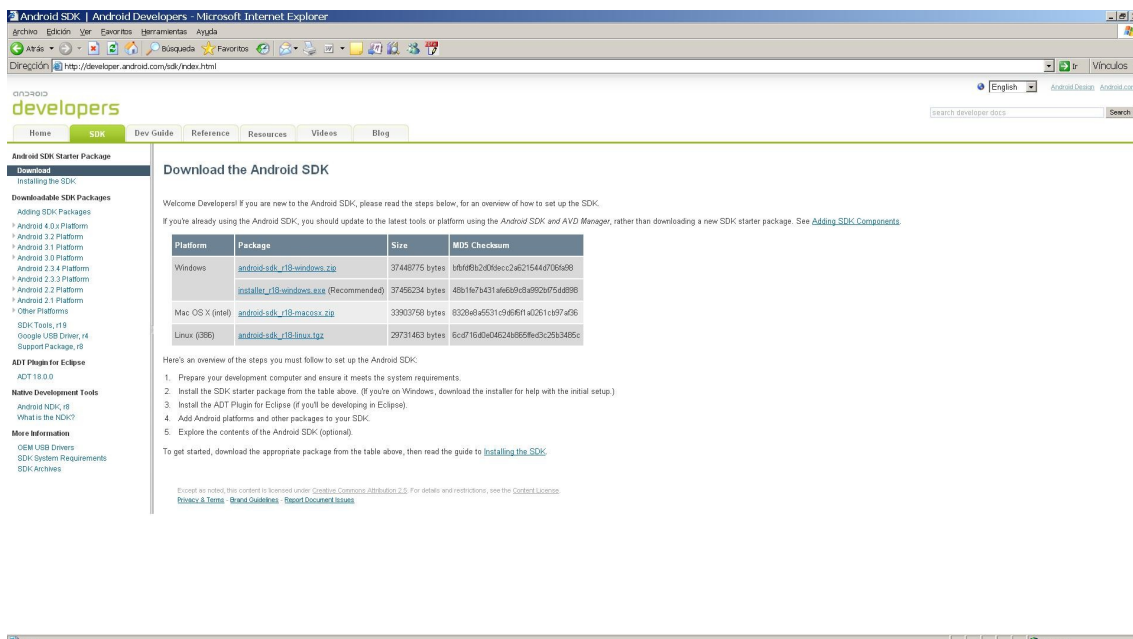 Android SDK | Android Developers - Microsoft Internet Explorer
Archivo Edición Ver Favoritos Herramientas Ayuda
Atrás Búsqueda Favoritos
Dirección http://developer.android.com/sdk/index.html Ir Vínculos
English Android Design Android.com
android
developers
search developer docs Search
Home SDK Dev Guide Reference Resources Videos Blog
Android SDK Starter Package
Download
Installing the SDK
Downloadable SDK Packages
Adding SDK Packages
Android 4.0.x Platform
Android 3.2 Platform
Android 3.1 Platform
Android 3.0 Platform
Android 2.3.4 Platform
Android 2.3.3 Platform
Android 2.2 Platform
Android 2.1 Platform
Other Platforms
SDK Tools, r19
Google USB Driver, r4
Support Package, r8
ADT Plugin for Eclipse
ADT 18.0.0
Native Development Tools
Android NDK, r8
What is the NDK?
More Information
OEM USB Drivers
SDK System Requirements
SDK Archives
Download the Android SDK
Welcome Developers! If you are new to the Android SDK, please read the steps below, for an overview of how to set up the SDK.
If you're already using the Android SDK, you should update to the latest tools or platform using the Android SDK and AVD Manager, rather than downloading a new SDK starter package. See Adding SDK Components.
Platform Package Size MD5 Checksum
Windows android-sdk_r18-windows.zip 37448775 bytes bfbfdf8b2d0fdecc2a621544d706fa98
installer_r18-windows.exe (Recommended) 37456234 bytes 48b1fe7b431afe6b9c8a992bf75dd898
Mac OS X (intel) android-sdk_r18-macosx.zip 33903758 bytes 8328e8a5531c9d6f6f1a0261cb97af36
Linux (i386) android-sdk_r18-linux.tgz 29731463 bytes 6cd716d0e04624b865ffed3c25b3485c
Here's an overview of the steps you must follow to set up the Android SDK:
1. Prepare your development computer and ensure it meets the system requirements.
2. Install the SDK starter package from the table above. (If you're on Windows, download the installer for help with the initial setup.)
3. Install the ADT Plugin for Eclipse (if you'll be developing in Eclipse).
4. Add Android platforms and other packages to your SDK.
5. Explore the contents of the Android SDK (optional).
To get started, download the appropriate package from the table above, then read the guide to Installing the SDK.
Except as noted, this content is licensed under Creative Commons Attribution 2.5. For details and restrictions, see the Content License.
Privacy & Terms - Brand Guidelines - Report Document Issues